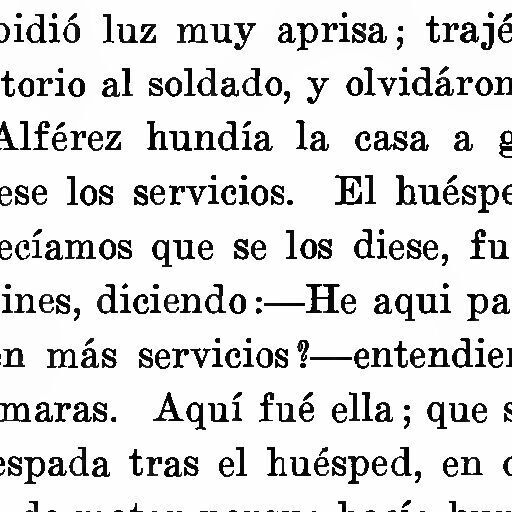 pidió luz muy aprisa; trajé
torio al soldado, y olvidáron
Alférez hundía la casa a g
ese los servicios. El huéspe
ecíamos que se los diese, fu
ines, diciendo:—He aqui pa
en más servicios?—entendier
maras. Aquí fué ella; que s
espada tras el huésped, en